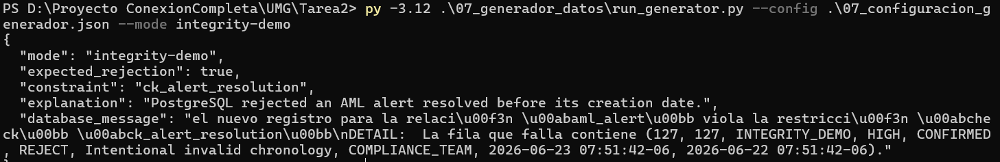 PS D:\Proyecto ConexionCompleta\UMG\Tarea2> py -3.12 .\07_generador_datos\run_generator.py --config .\07_configuracion_g
enerador.json --mode integrity-demo
{
  "mode": "integrity-demo",
  "expected_rejection": true,
  "constraint": "ck_alert_resolution",
  "explanation": "PostgreSQL rejected an AML alert resolved before its creation date.",
  "database_message": "el nuevo registro para la relaci\u00f3n \u00abaml_alert\u00bb viola la restricci\u00f3n \u00abche
ck\u00bb \u00abck_alert_resolution\u00bb\nDETAIL:  La fila que falla contiene (127, 127, INTEGRITY_DEMO, HIGH, CONFIRMED
, REJECT, Intentional invalid chronology, COMPLIANCE_TEAM, 2026-06-23 07:51:42-06, 2026-06-22 07:51:42-06)."